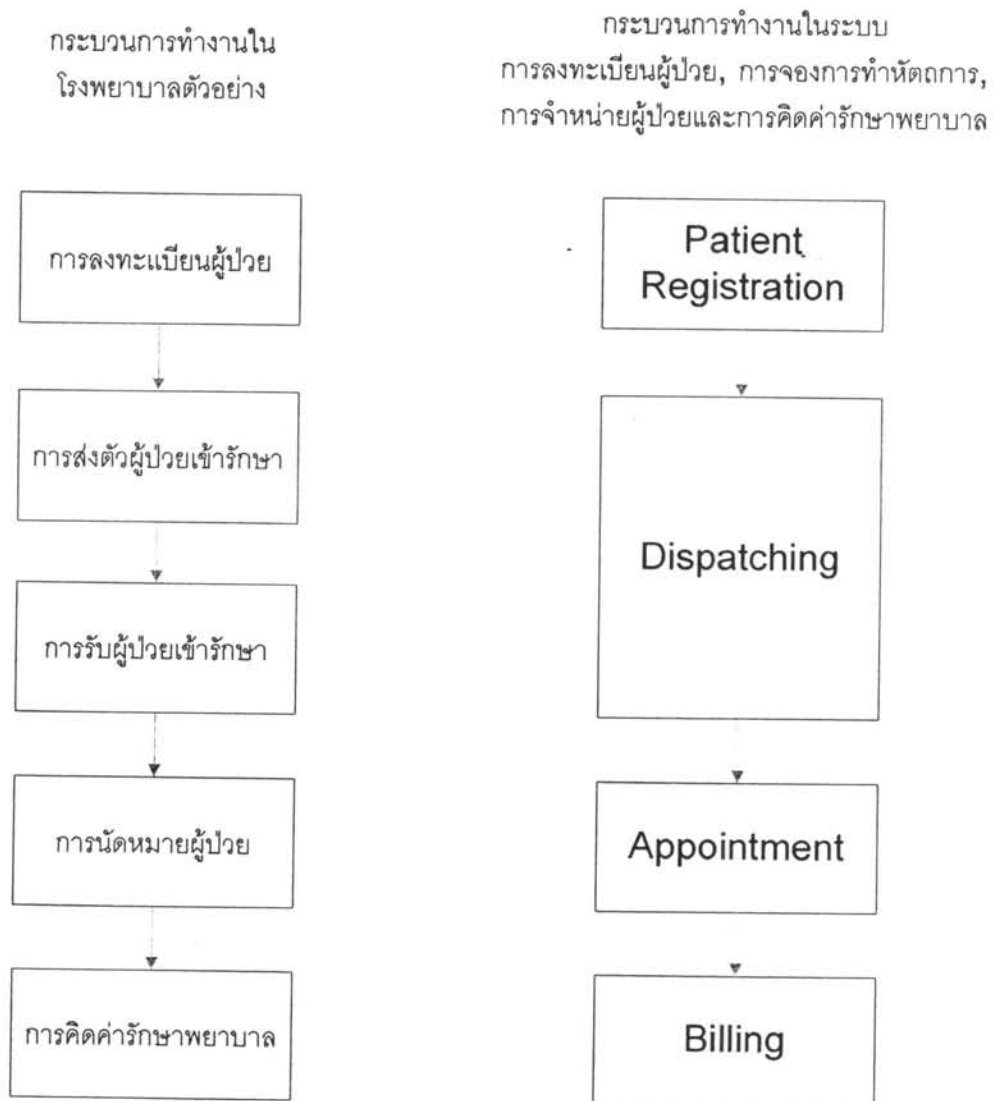 กระบวนการทำงานใน
โรงพยาบาลตัวอย่าง
กระบวนการทำงานในระบบ
การลงทะเบียนผู้ป่วย, การจองการทำหัตถการ,
การจำหน่ายผู้ป่วยและการคิดค่ารักษาพยาบาล
การลงทะแบียนผู้ป่วย
การส่งตัวผู้ป่วยเข้ารักษา
การรับผู้ป่วยเข้ารักษา
การนัดหมายผู้ป่วย
การคิดค่ารักษาพยาบาล
Patient
Registration
Dispatching
Appointment
Billing